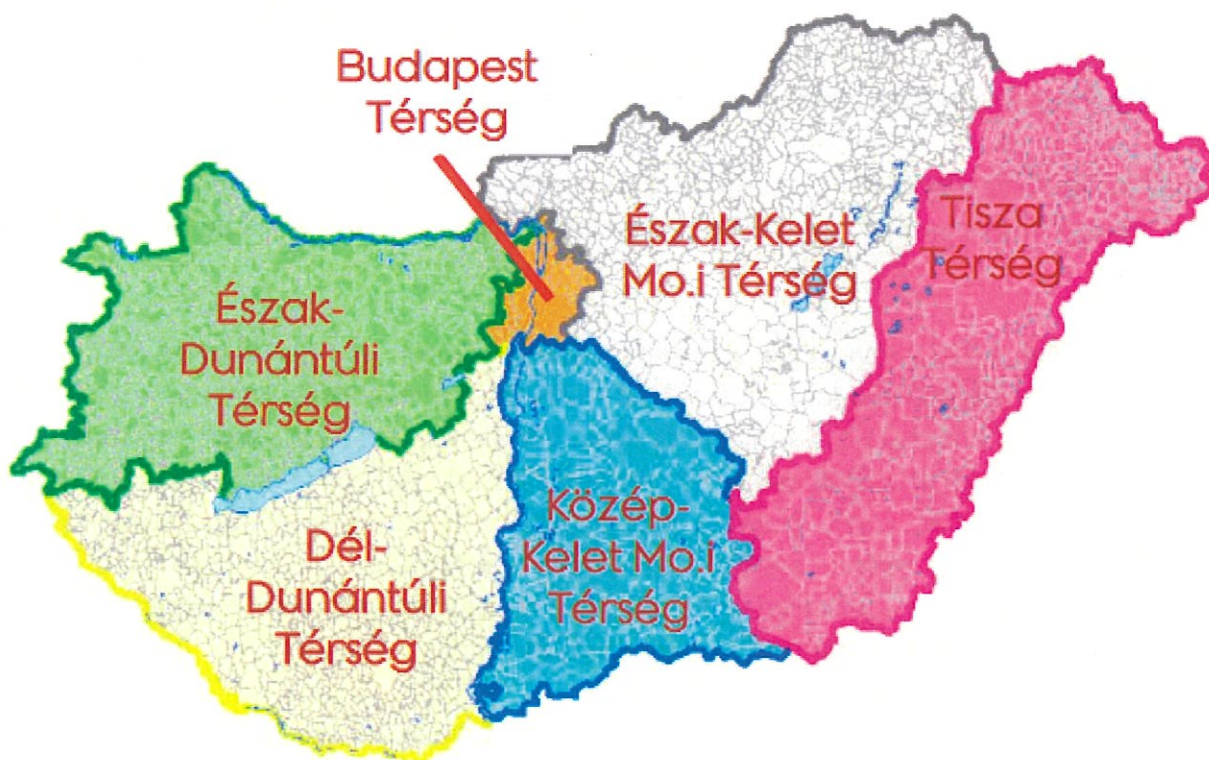 Budapest
Térség
Észak-Kelet
Mo.i Térség
Tisza
Térség
Észak-
Dunántúli
Térség
Közép-
Kelet Mo.i
Térség
Dél-
Dunántúli
Térség